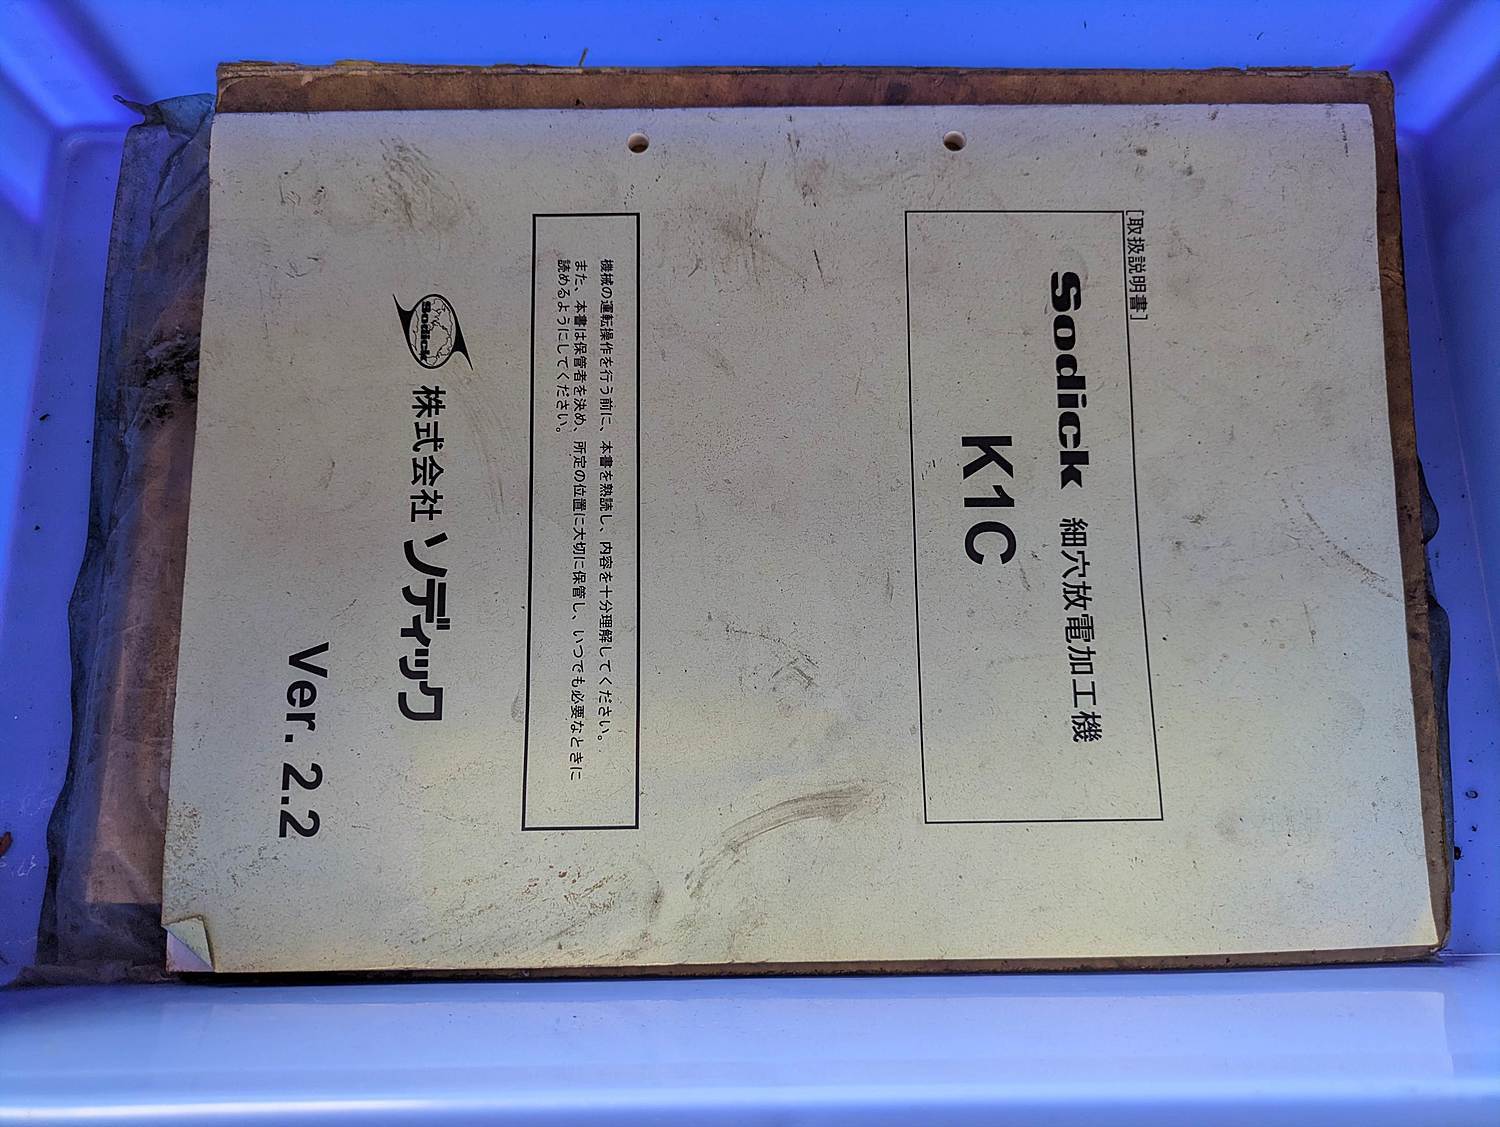 [取扱説明書]
Sodick 細穴放電加工機
K1C
機械の運転操作を行う前に、本書を熟読し、内容を十分理解してください。
また、本書は保管者を決め、所定の位置に大切に保管し、いつでも必要なときに
読めるようにしてください。
Sodick
株式会社 ソディック
Ver. 2.2